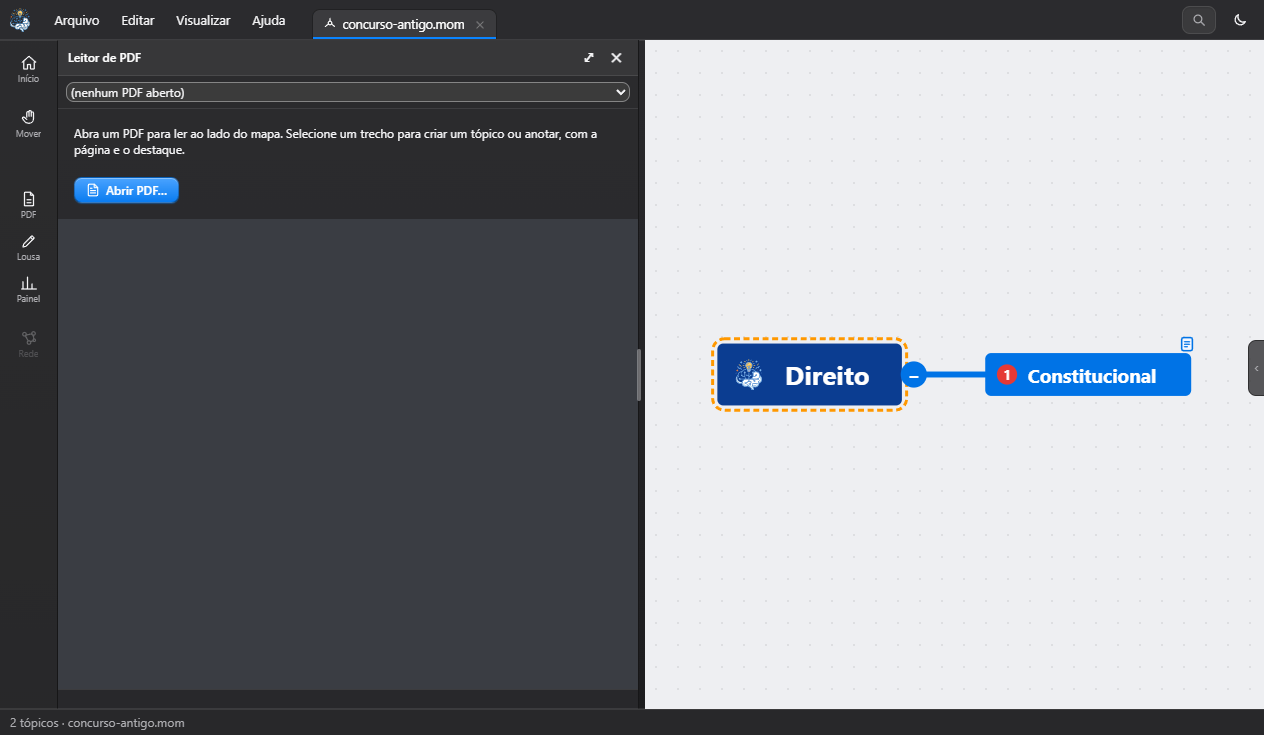 Arquivo Editar Visualizar Ajuda concurso-antigo.mom
Início
Mover
PDF
Lousa
Painel
Rede
Leitor de PDF
(nenhum PDF aberto)
Abra um PDF para ler ao lado do mapa. Selecione um trecho para criar um tópico ou anotar, com a
página e o destaque.
Abrir PDF...
Direito
1 Constitucional
2 tópicos · concurso-antigo.mom